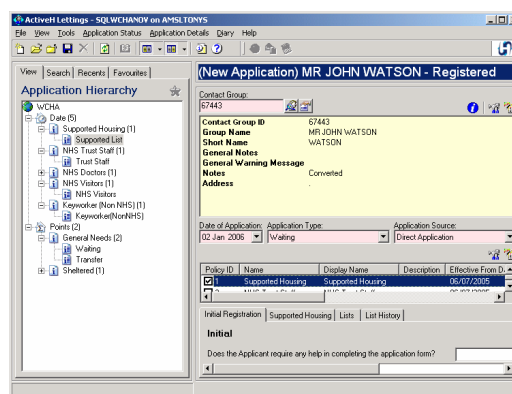 ActiveH Lettings - SQLWCHANOV on AMSLTONYS
File View Tools Application Status Application Details Diary Help
View Search Recents Favourites
Application Hierarchy
WCHA
Date (5)
Supported Housing (1)
Supported List
NHS Trust Staff (1)
Trust Staff
NHS Doctors (1)
NHS Visitors (1)
NHS Visitors
Keyworker (Non NHS) (1)
Keyworker(NonNHS)
Points (2)
General Needs (2)
Waiting
Transfer
Sheltered (1)
(New Application) MR JOHN WATSON - Registered
Contact Group:
67443
Contact Group ID 67443
Group Name MR JOHN WATSON
Short Name WATSON
General Notes
General Warning Message
Notes Converted
Address .
Date of Application: Application Type: Application Source:
02 Jan 2006 Waiting Direct Application
Policy ID Name Display Name Description Effective From D
1 Supported Housing Supported Housing 06/07/2005
Initial Registration Supported Housing Lists List History
Initial
Does the Applicant require any help in completing the application form?